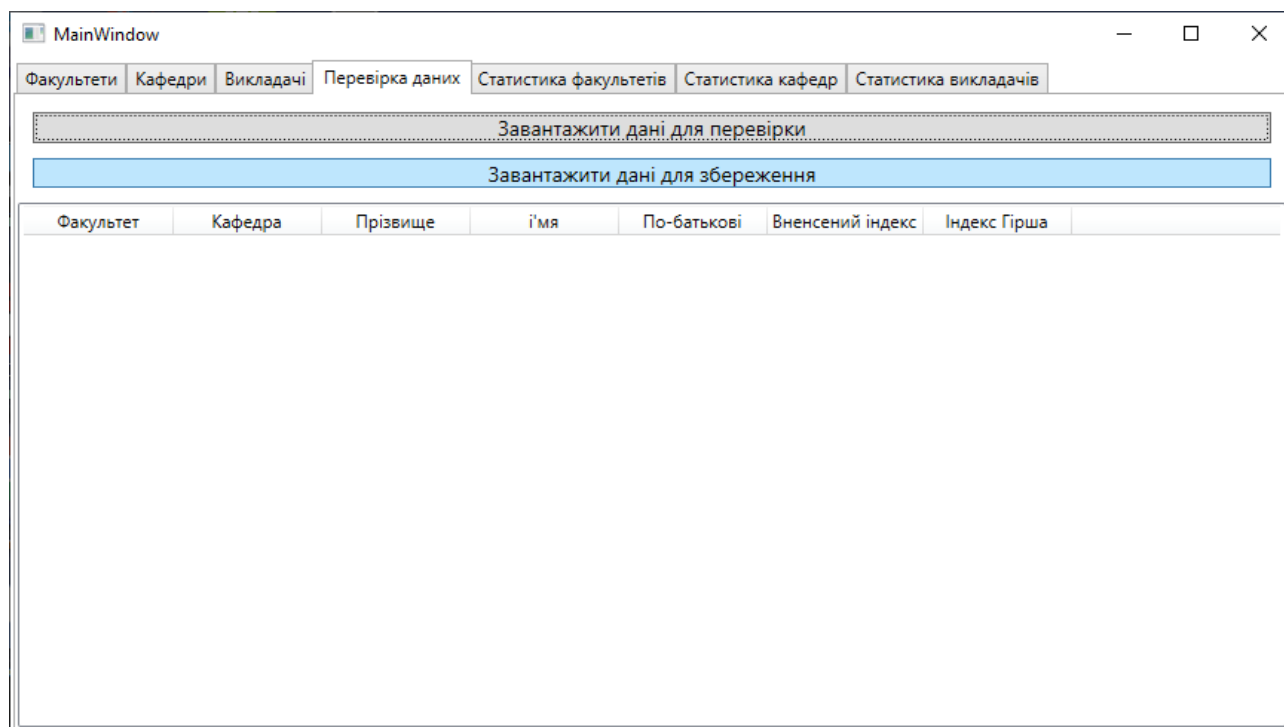 MainWindow
Факультети Кафедри Викладачі Перевірка даних Статистика факультетів Статистика кафедр Статистика викладачів
Завантажити дані для перевірки
Завантажити дані для збереження
Факультет Кафедра Прізвище і'мя По-батькові Вненсений індекс Індекс Гірша